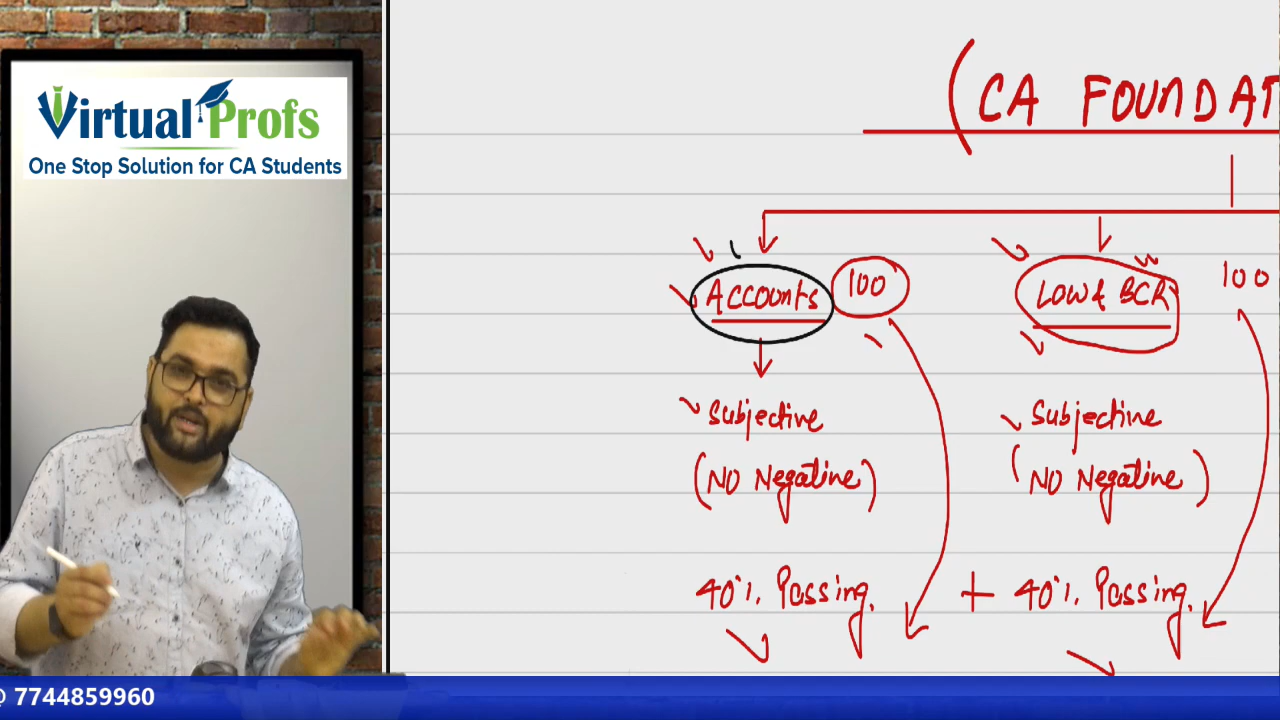 Virtual Profs
One Stop Solution for CA Students
(CA FOUNDAT
Accounts 100
LAW & BCR 100
Subjective
(NO Negative)
Subjective
(NO Negative)
40% Passing. + 40% Passing.
@ 7744859960